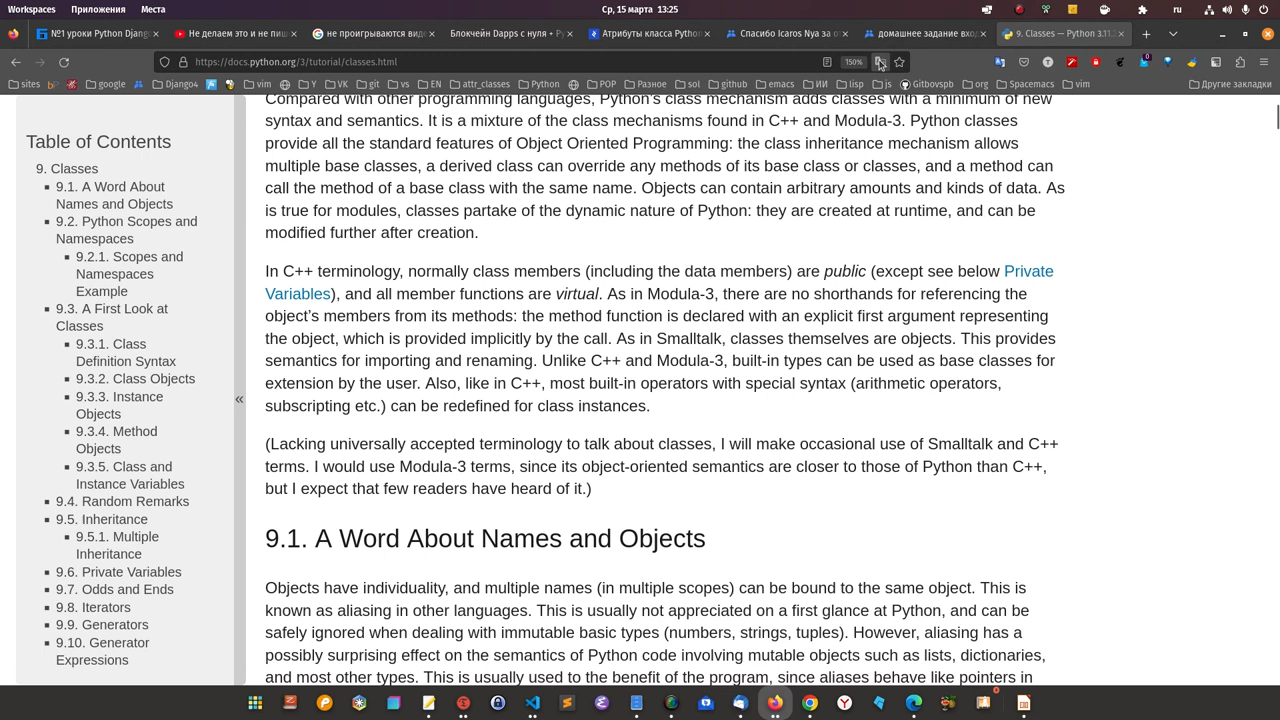 Workspaces Приложения Места Ср, 15 марта 13:25 ru
№1 уроки Python Djang Не делаем это и не пиш не проигрываются видео Блокчейн Dapps с нуля + P Атрибуты класса Python Спасибо Icaros Nya за о домашнее задание вх 9. Classes — Python 3.11.
https://docs.python.org/3/tutorial/classes.html 150%
sites google Django4 vim Y VK git vs EN attr_classes Python POP Разное sol github emacs ИИ lisp js Gitbovspb org Spacemacs vim Другие закладки
Table of Contents
9. Classes
9.1. A Word About
Names and Objects
9.2. Python Scopes and
Namespaces
9.2.1. Scopes and
Namespaces
Example
9.3. A First Look at
Classes
9.3.1. Class
Definition Syntax
9.3.2. Class Objects
9.3.3. Instance
Objects
9.3.4. Method
Objects
9.3.5. Class and
Instance Variables
9.4. Random Remarks
9.5. Inheritance
9.5.1. Multiple
Inheritance
9.6. Private Variables
9.7. Odds and Ends
9.8. Iterators
9.9. Generators
9.10. Generator
Expressions
«
Compared with other programming languages, Python's class mechanism adds classes with a minimum of new
syntax and semantics. It is a mixture of the class mechanisms found in C++ and Modula-3. Python classes
provide all the standard features of Object Oriented Programming: the class inheritance mechanism allows
multiple base classes, a derived class can override any methods of its base class or classes, and a method can
call the method of a base class with the same name. Objects can contain arbitrary amounts and kinds of data. As
is true for modules, classes partake of the dynamic nature of Python: they are created at runtime, and can be
modified further after creation.
In C++ terminology, normally class members (including the data members) are public (except see below Private
Variables), and all member functions are virtual. As in Modula-3, there are no shorthands for referencing the
object's members from its methods: the method function is declared with an explicit first argument representing
the object, which is provided implicitly by the call. As in Smalltalk, classes themselves are objects. This provides
semantics for importing and renaming. Unlike C++ and Modula-3, built-in types can be used as base classes for
extension by the user. Also, like in C++, most built-in operators with special syntax (arithmetic operators,
subscripting etc.) can be redefined for class instances.
(Lacking universally accepted terminology to talk about classes, I will make occasional use of Smalltalk and C++
terms. I would use Modula-3 terms, since its object-oriented semantics are closer to those of Python than C++,
but I expect that few readers have heard of it.)
9.1. A Word About Names and Objects
Objects have individuality, and multiple names (in multiple scopes) can be bound to the same object. This is
known as aliasing in other languages. This is usually not appreciated on a first glance at Python, and can be
safely ignored when dealing with immutable basic types (numbers, strings, tuples). However, aliasing has a
possibly surprising effect on the semantics of Python code involving mutable objects such as lists, dictionaries,
and most other types. This is usually used to the benefit of the program, since aliases behave like pointers in